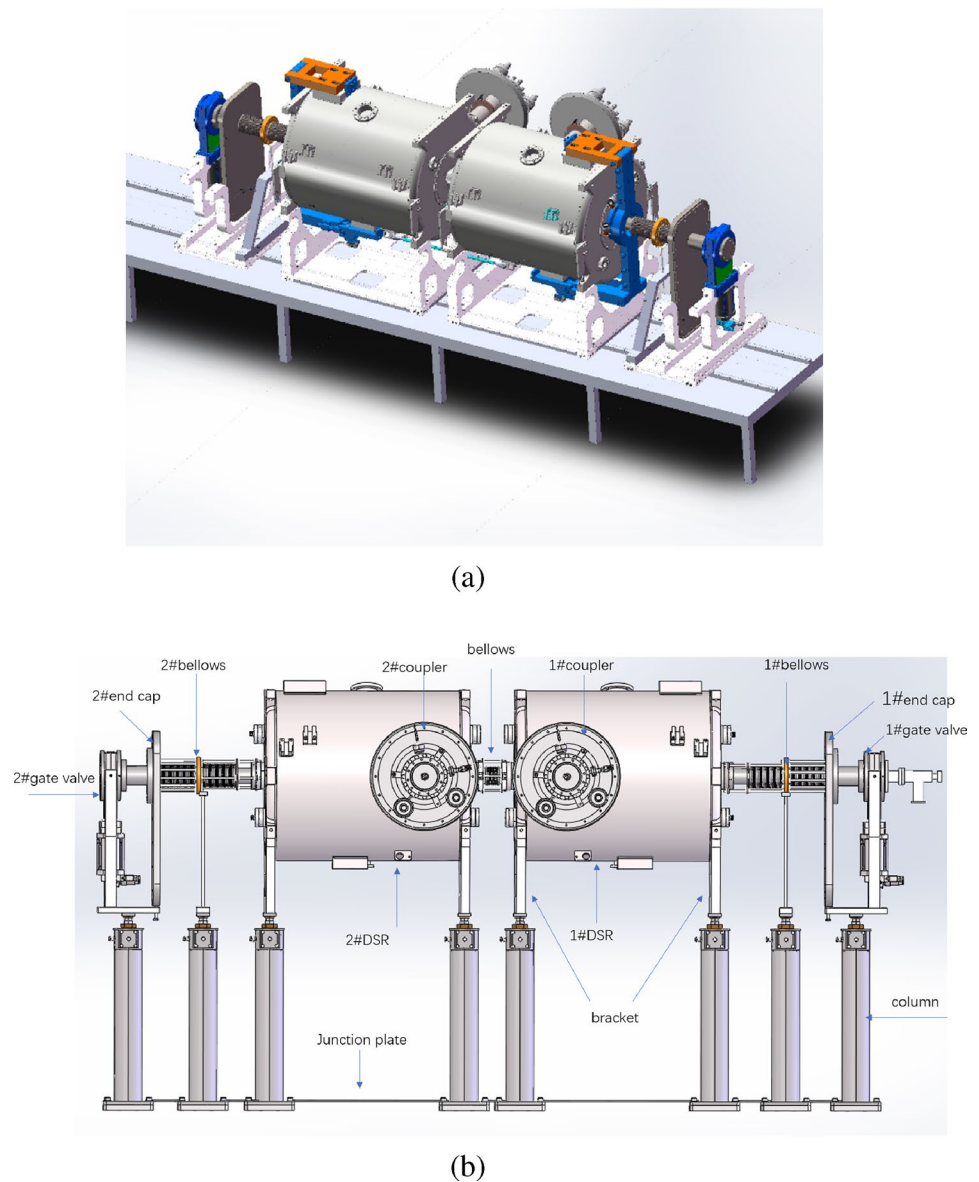 (a)
bellows
2#bellows
2#coupler
1#coupler
1#bellows
2#end cap
1#end cap
1#gate valve
2#gate valve
2#DSR
1#DSR
bracket
column
Junction plate
(b)